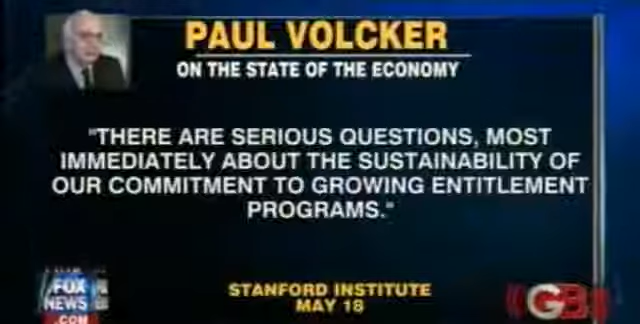 PAUL VOLCKER
ON THE STATE OF THE ECONOMY
"THERE ARE SERIOUS QUESTIONS, MOST
IMMEDIATELY ABOUT THE SUSTAINABILITY OF
OUR COMMITMENT TO GROWING ENTITLEMENT
PROGRAMS."
STANFORD INSTITUTE
MAY 18
FOX
NEWS
.COM
GB